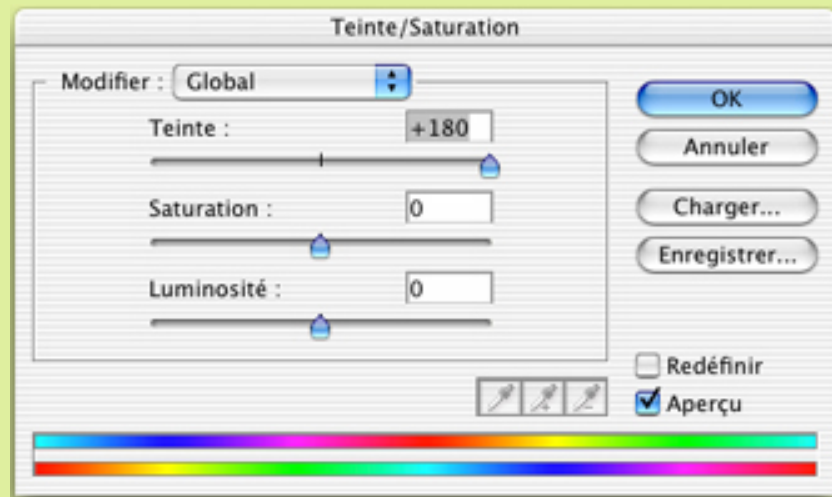 Teinte/Saturation
Modifier : Global
Teinte : +180
Saturation : 0
Luminosité : 0
OK
Annuler
Charger...
Enregistrer...
Redéfinir
Aperçu